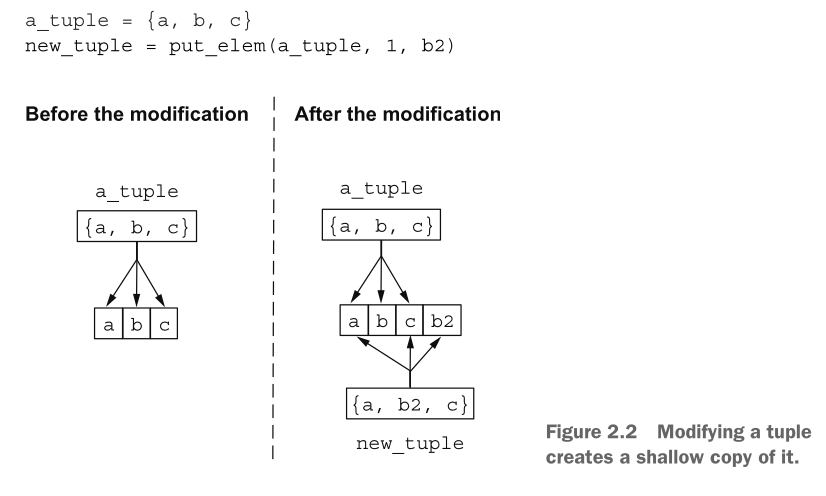 a_tuple = {a, b, c}
new_tuple = put_elem(a_tuple, 1, b2)
Before the modification
After the modification
a_tuple
{a, b, c}
a b c
a_tuple
{a, b, c}
a b c b2
{a, b2, c}
new_tuple
Figure 2.2 Modifying a tuple
creates a shallow copy of it.